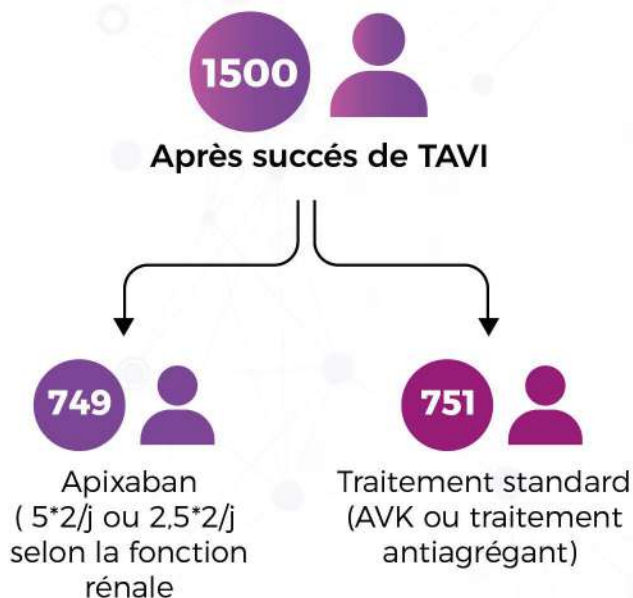 1500
Après succés de TAVI
749
Apixaban
( 5*2/j ou 2,5*2/j
selon la fonction
rénale
751
Traitement standard
(AVK ou traitement
antiagrégant)